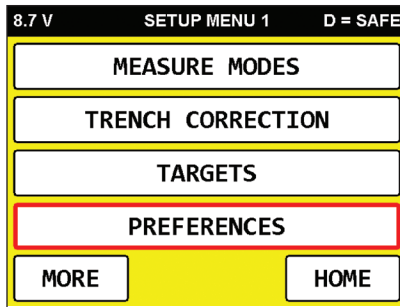 8.7 V SETUP MENU 1 D = SAFE
MEASURE MODES
TRENCH CORRECTION
TARGETS
PREFERENCES
MORE HOME